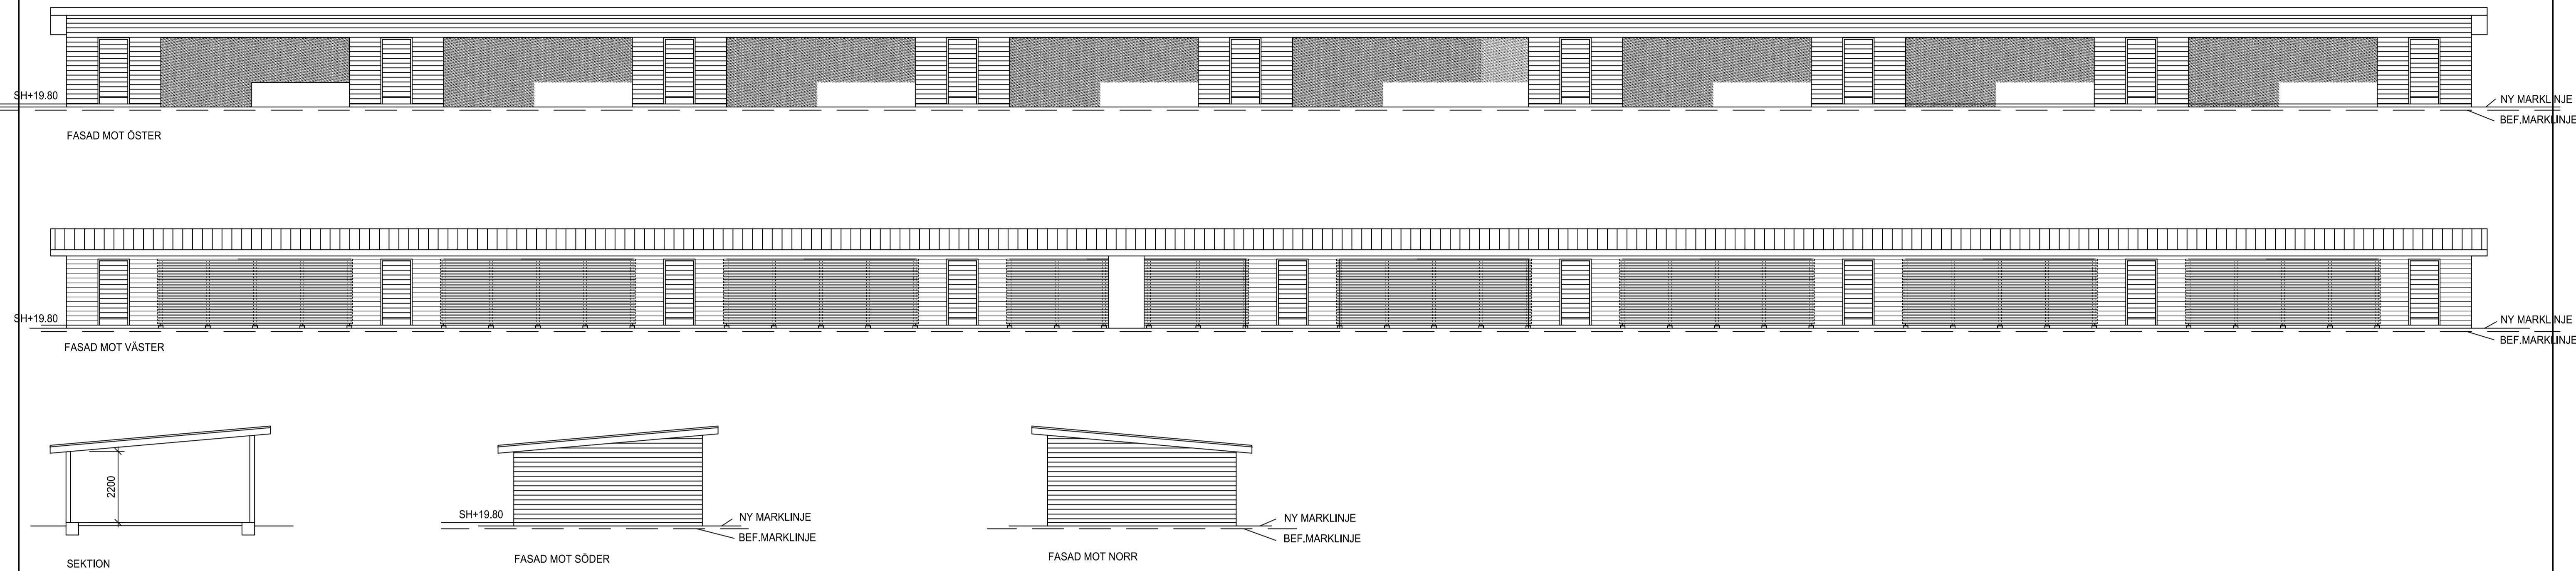 SH+19.80
NY MARKLINJE
BEF.MARKLINJE
FASAD MOT ÖSTER
SH+19.80
NY MARKLINJE
BEF.MARKLINJE
FASAD MOT VÄSTER
2200
SEKTION
SH+19.80
NY MARKLINJE
BEF.MARKLINJE
FASAD MOT SÖDER
NY MARKLINJE
BEF.MARKLINJE
FASAD MOT NORR